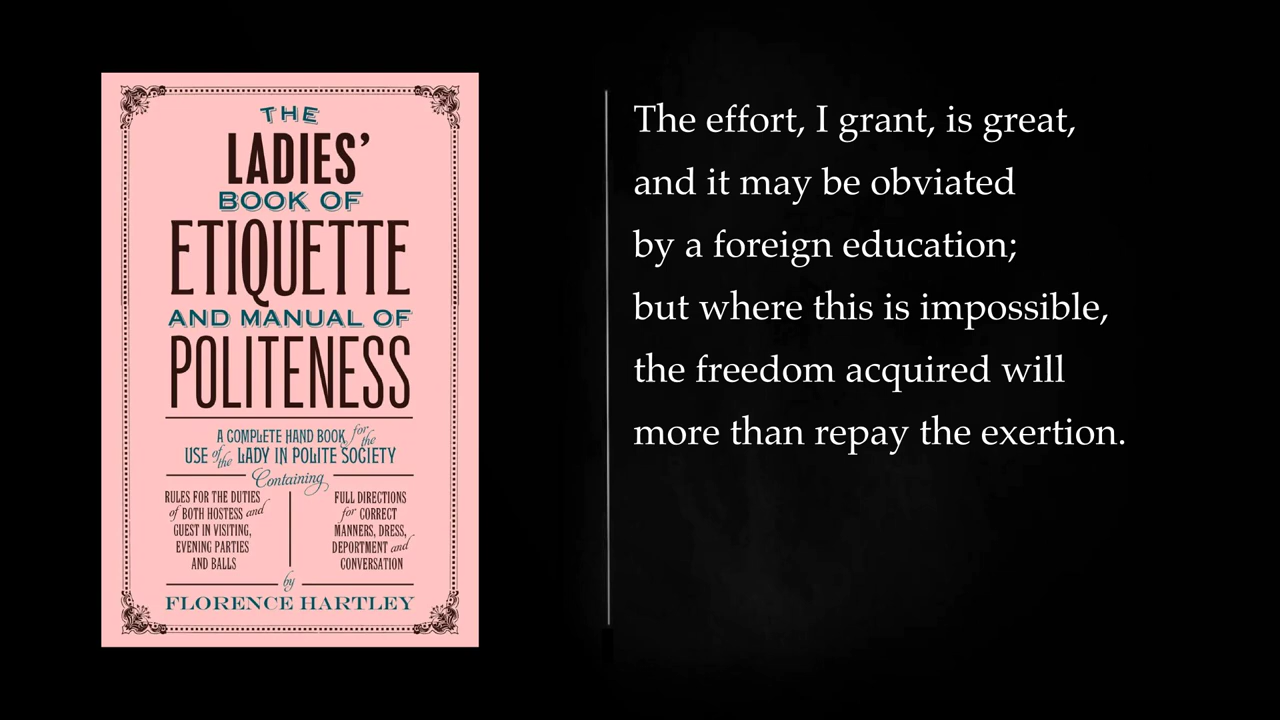 THE
LADIES'
BOOK OF
ETIQUETTE
AND MANUAL OF
POLITENESS
A COMPLETE HAND BOOK for the
USE of the LADY IN POLITE SOCIETY
Containing
RULES FOR THE DUTIES
of BOTH HOSTESS and
GUEST IN VISITING,
EVENING PARTIES
AND BALLS
FULL DIRECTIONS
for CORRECT
MANNERS, DRESS,
DEPORTMENT and
CONVERSATION
by
FLORENCE HARTLEY
The effort, I grant, is great,
and it may be obviated
by a foreign education;
but where this is impossible,
the freedom acquired will
more than repay the exertion.